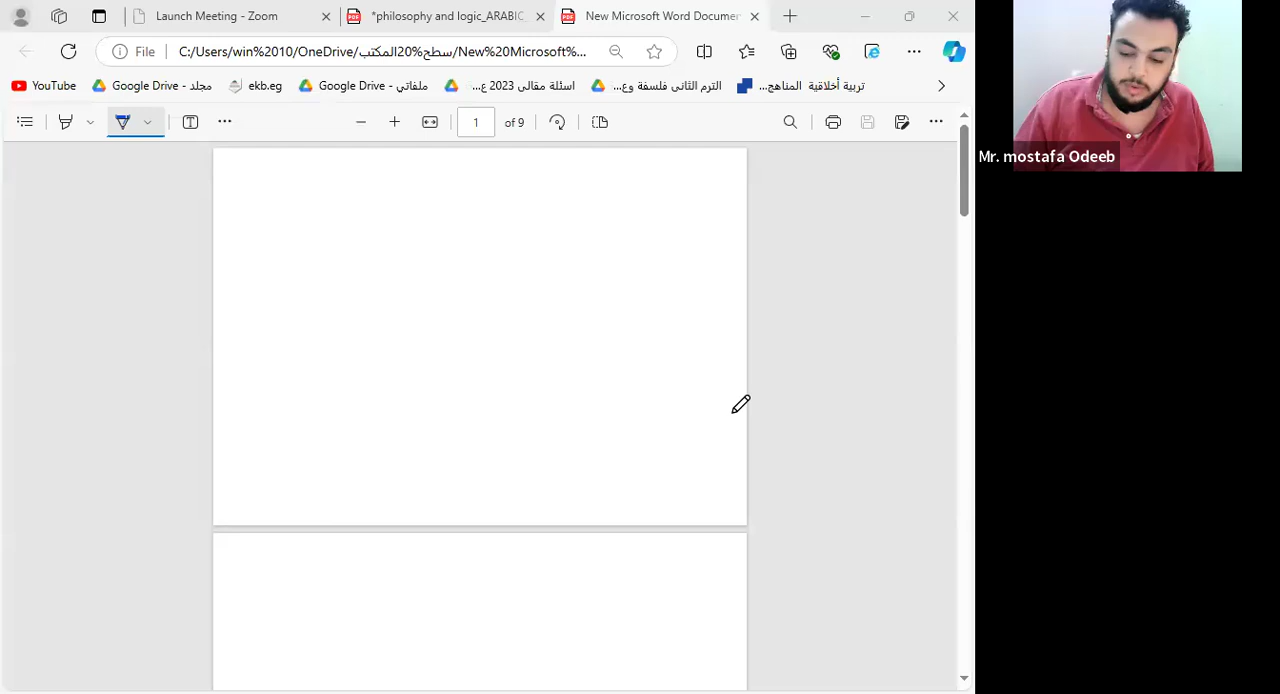 Launch Meeting - Zoom
*philosophy and logic_ARABIC_
New Microsoft Word Documen
File
C:/Users/win%2010/OneDrive/سطح%20المكتب/New%20Microsoft%...
YouTube
Google Drive - مجلد
ekb.eg
Google Drive - ملفاتي
اسئلة مقالى 2023 ع...
الترم الثانى فلسفة وع...
تربية أخلاقية المناهج...
1 of 9
Mr. mostafa Odeeb